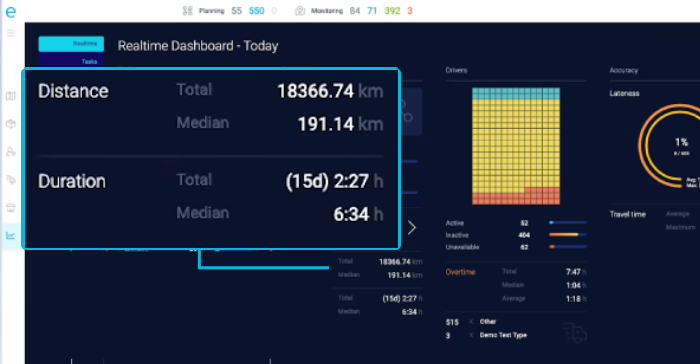 e
Planning 55 550 0 Monitoring 84 71 392 3
Realtime
Tasks
Realtime Dashboard - Today
Distance Total 18366.74 km
Median 191.14 km
Duration Total (15d) 2:27 h
Median 6:34 h
Total 18366.74 km
Median 191.14 km
Total (15d) 2:27 h
Median 6:34 h
Drivers
Active 52
Inactive 404
Unavailable 62
Overtime Total 7:47 h
Median 1:04 h
Average 1:18 h
515 X Other
3 X Demo Test Type
Accuracy
Lateness
1%
Avg: 1
Max: 2
Travel time Average
Maximum